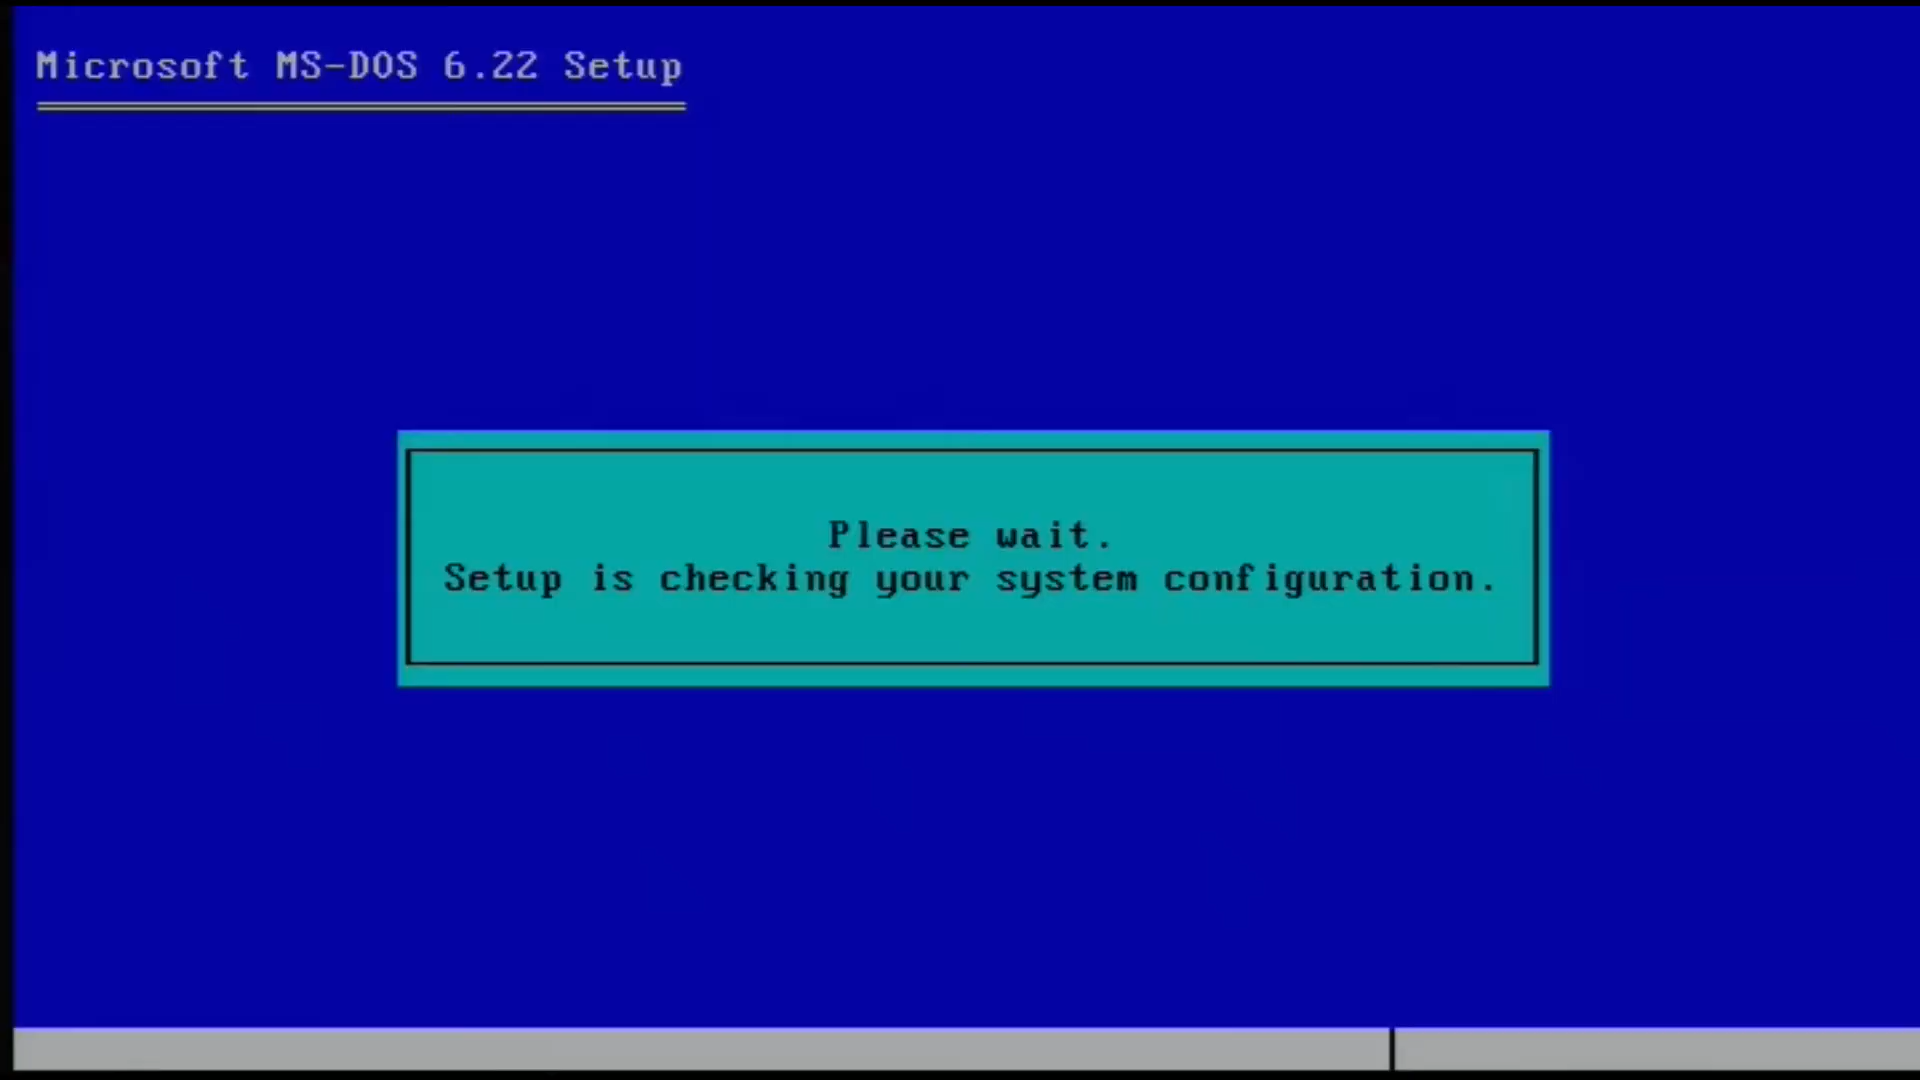 Microsoft MS-DOS 6.22 Setup
Please wait.
Setup is checking your system configuration.